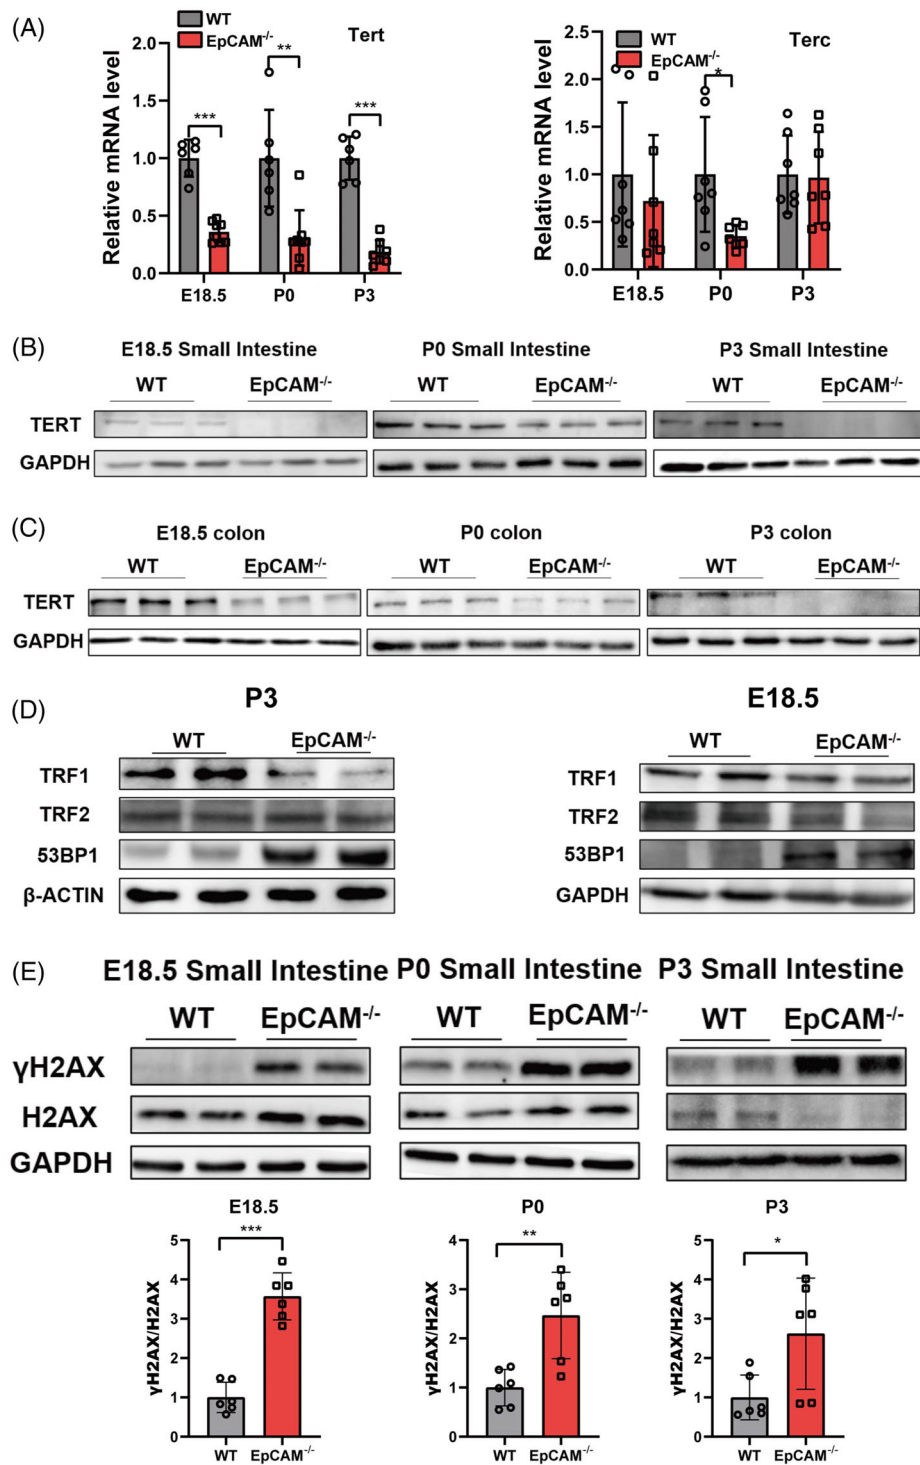 (A)
WT
EpCAM-/-
Tert
Relative mRNA level
2.0
1.5
1.0
0.5
0.0
***
**
***
E18.5 P0 P3
WT
EpCAM-/-
Terc
Relative mRNA level
2.5
2.0
1.5
1.0
0.5
0.0
*
E18.5 P0 P3
(B)
E18.5 Small Intestine P0 Small Intestine P3 Small Intestine
WT EpCAM-/- WT EpCAM-/- WT EpCAM-/-
TERT
GAPDH
(C)
E18.5 colon P0 colon P3 colon
WT EpCAM-/- WT EpCAM-/- WT EpCAM-/-
TERT
GAPDH
(D)
P3
WT EpCAM-/-
TRF1
TRF2
53BP1
β-ACTIN
E18.5
WT EpCAM-/-
TRF1
TRF2
53BP1
GAPDH
(E)
E18.5 Small Intestine P0 Small Intestine P3 Small Intestine
WT EpCAM-/- WT EpCAM-/- WT EpCAM-/-
γH2AX
H2AX
GAPDH
E18.5
γH2AX/H2AX
5
4
3
2
1
0
***
WT EpCAM-/-
P0
γH2AX/H2AX
4
3
2
1
0
**
WT EpCAM-/-
P3
γH2AX/H2AX
5
4
3
2
1
0
*
WT EpCAM-/-